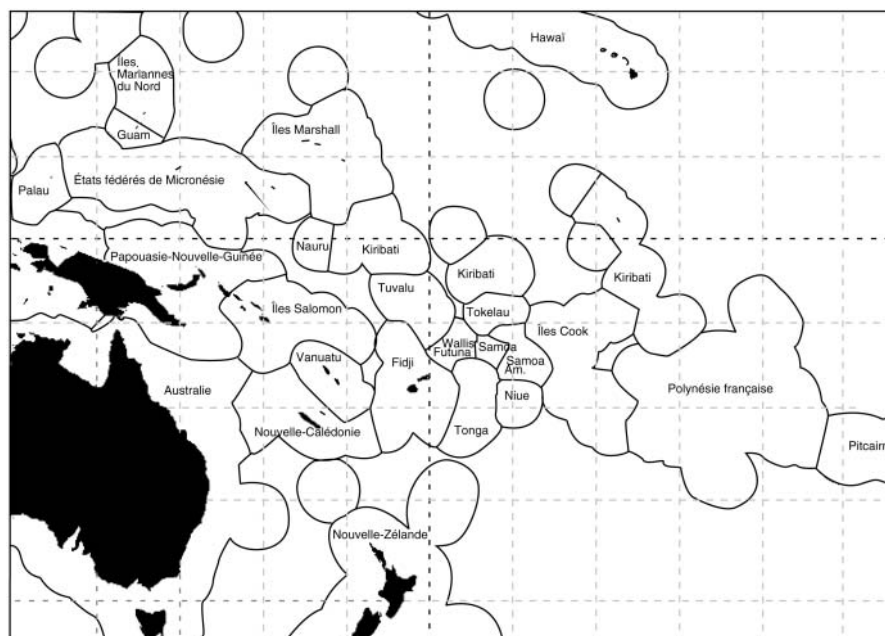 Hawaï
Îles
Mariannes
du Nord
Guam
Îles Marshall
États fédérés de Micronésie
Palau
Nauru
Kiribati
Papouasie-Nouvelle-Guinée
Kiribati
Kiribati
Tuvalu
Îles Salomon
Tokelau
Îles Cook
Wallis
Futuna
Samoa
Samoa
Am.
Vanuatu
Fidji
Australie
Polynésie française
Niue
Nouvelle-Calédonie
Tonga
Pitcairn
Nouvelle-Zélande